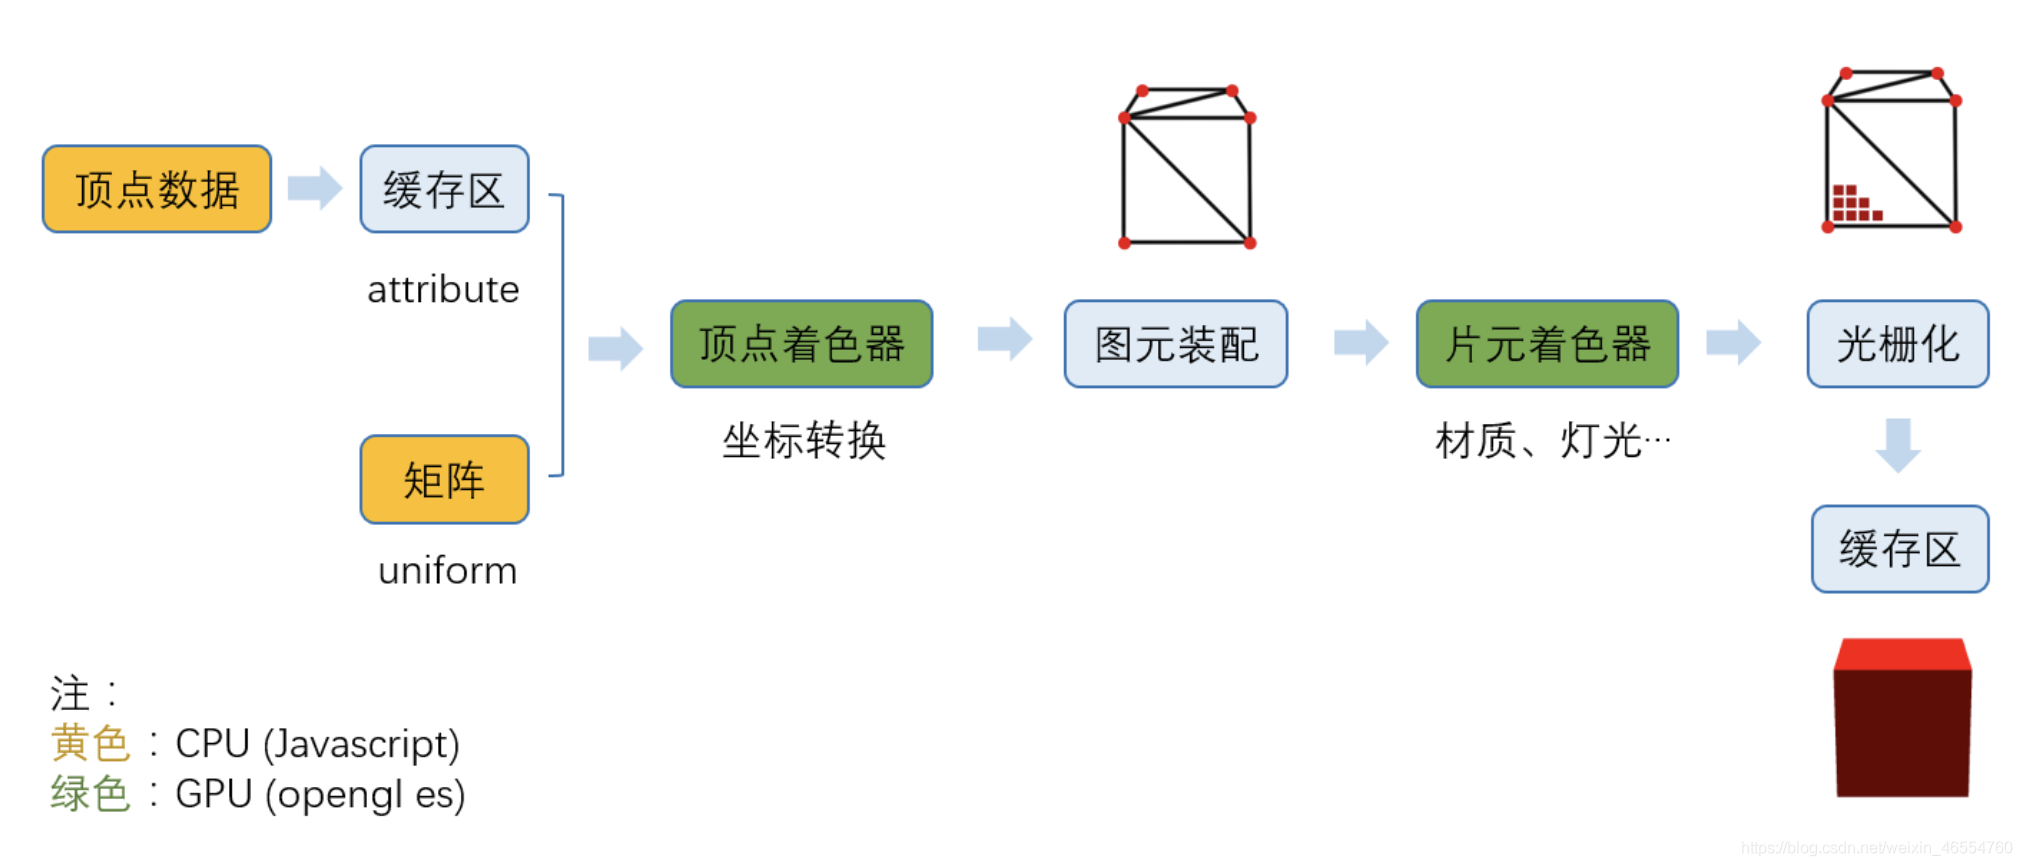 顶点数据
缓存区
attribute
矩阵
uniform
顶点着色器
坐标转换
图元装配
片元着色器
材质、灯光…
光栅化
缓存区
注：
黄色：CPU (Javascript)
绿色：GPU (opengl es)
https://blog.csdn.net/weixin_46554760